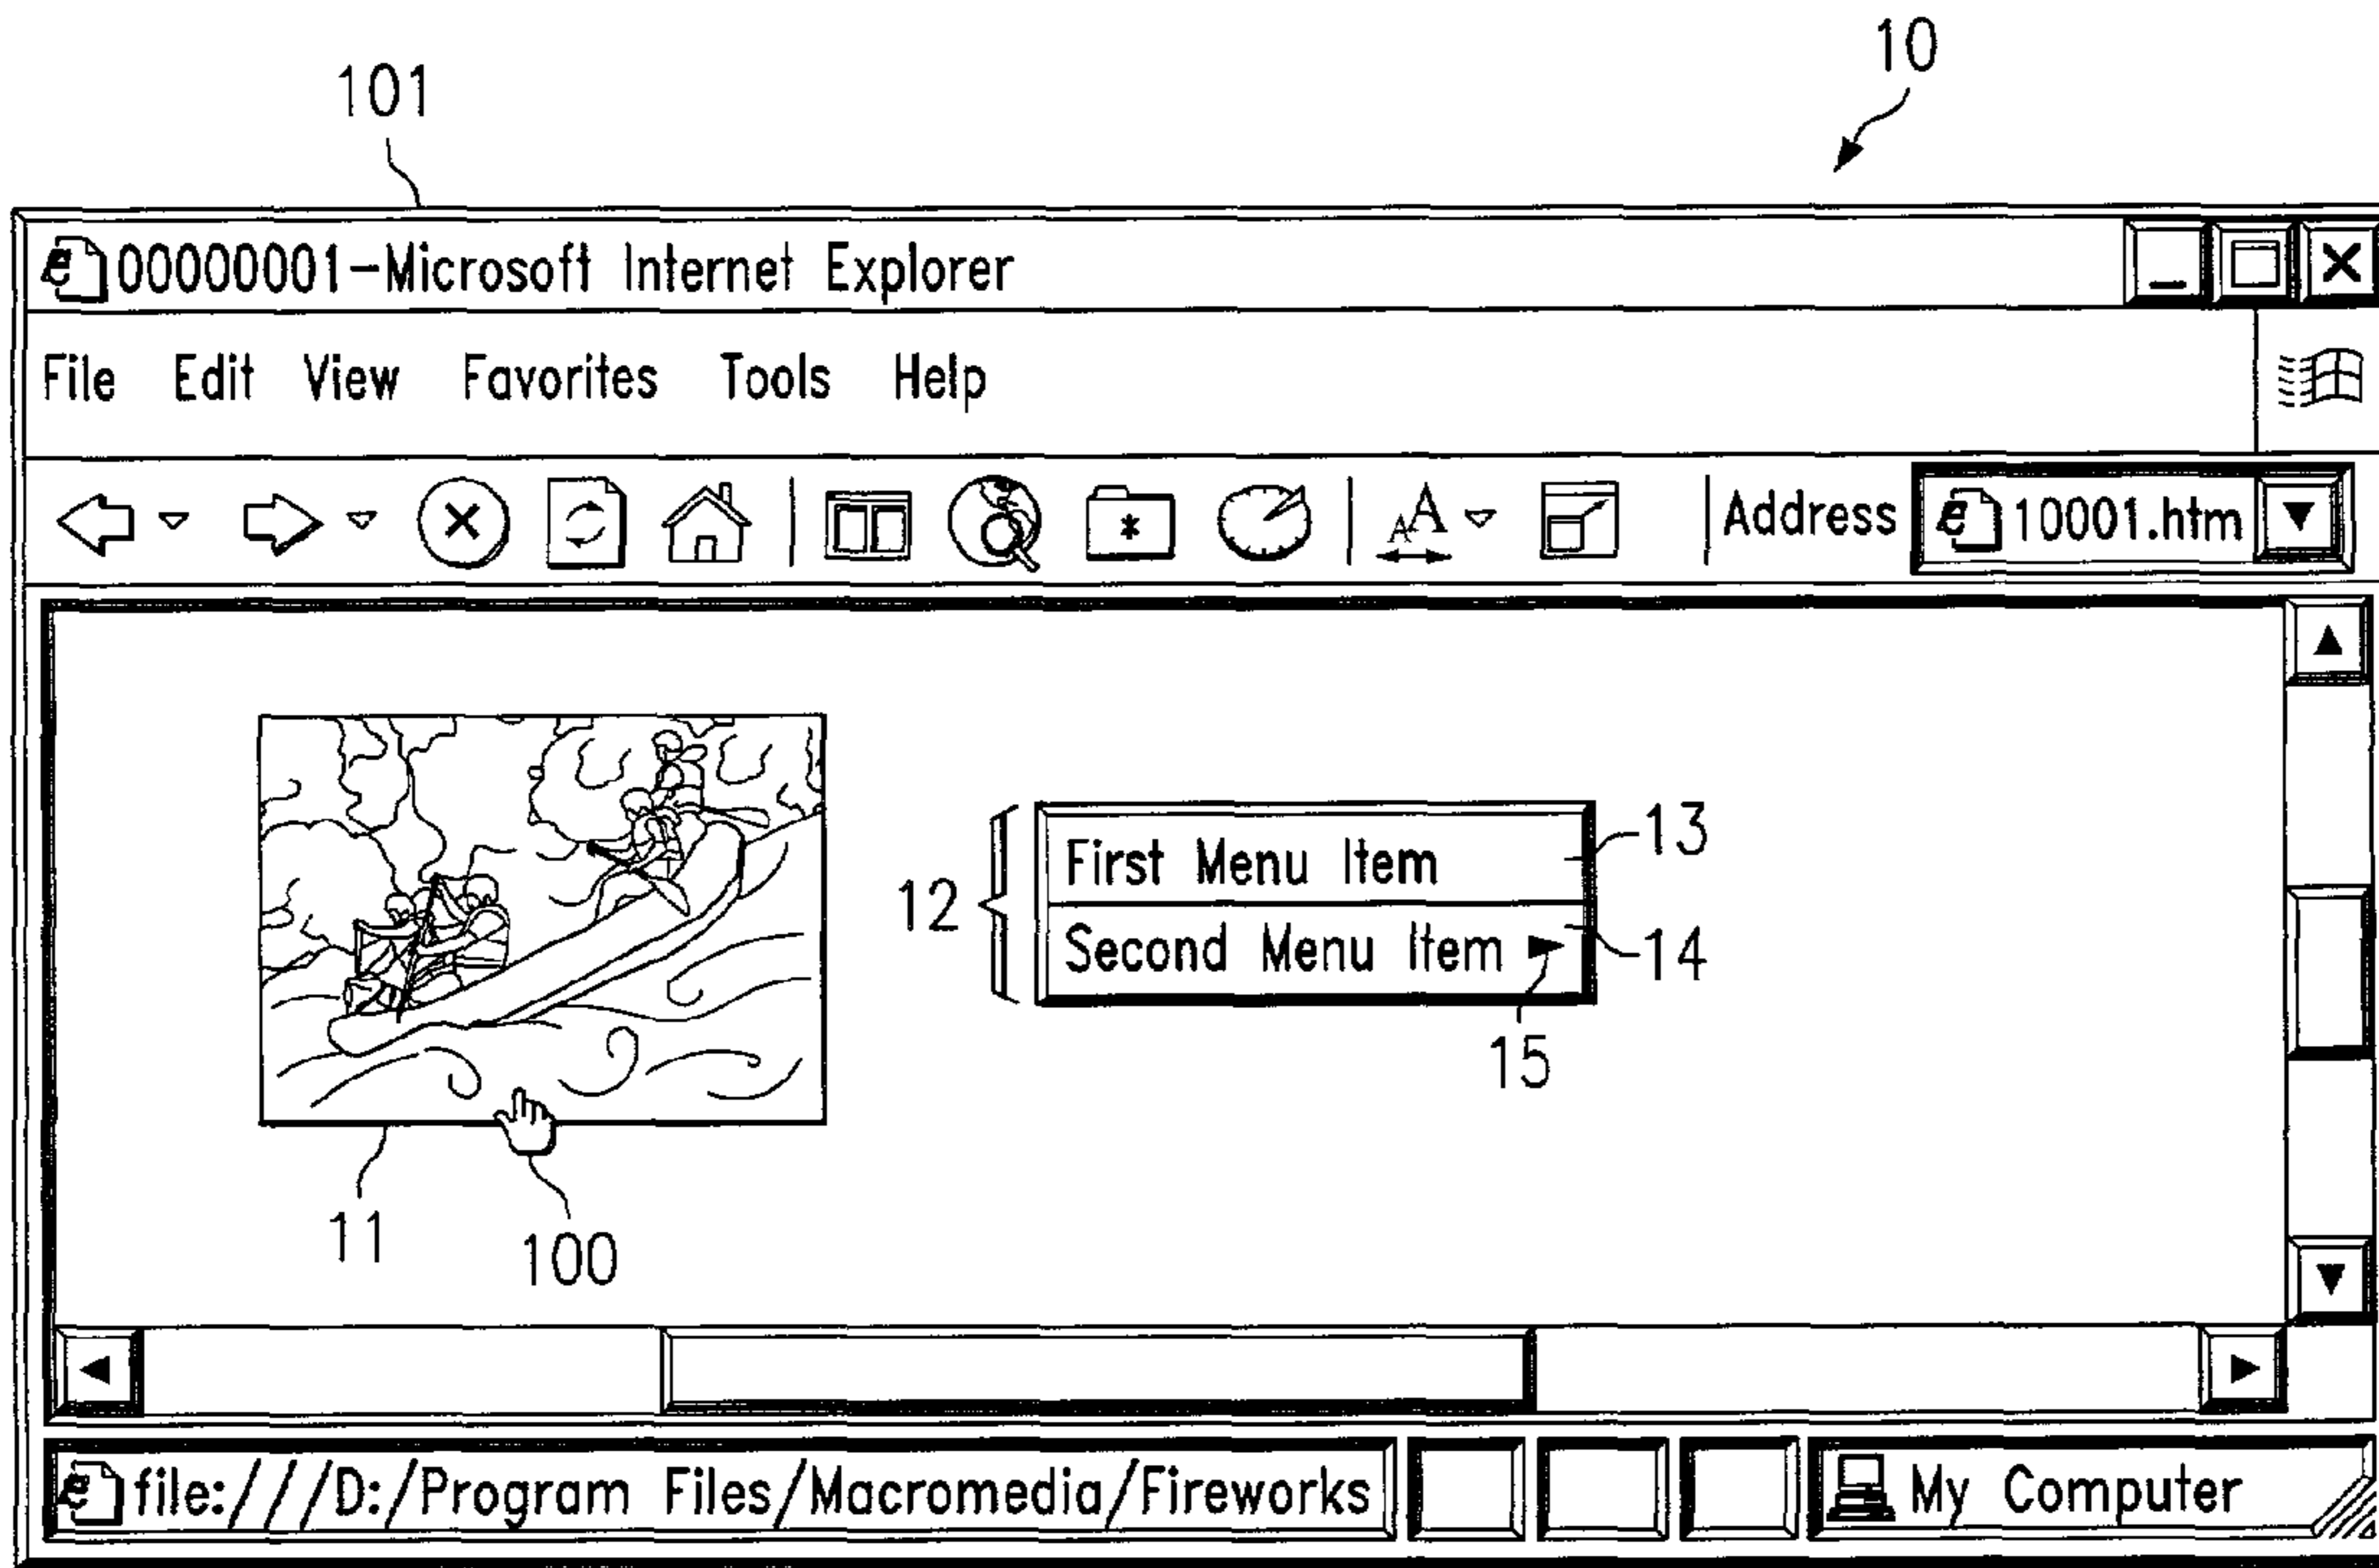 10
101
00000001-Microsoft Internet Explorer
File Edit View Favorites Tools Help
Address 10001.htm
12
First Menu Item
13
Second Menu Item
14
15
11
100
file:///D:/Program Files/Macromedia/Fireworks
My Computer